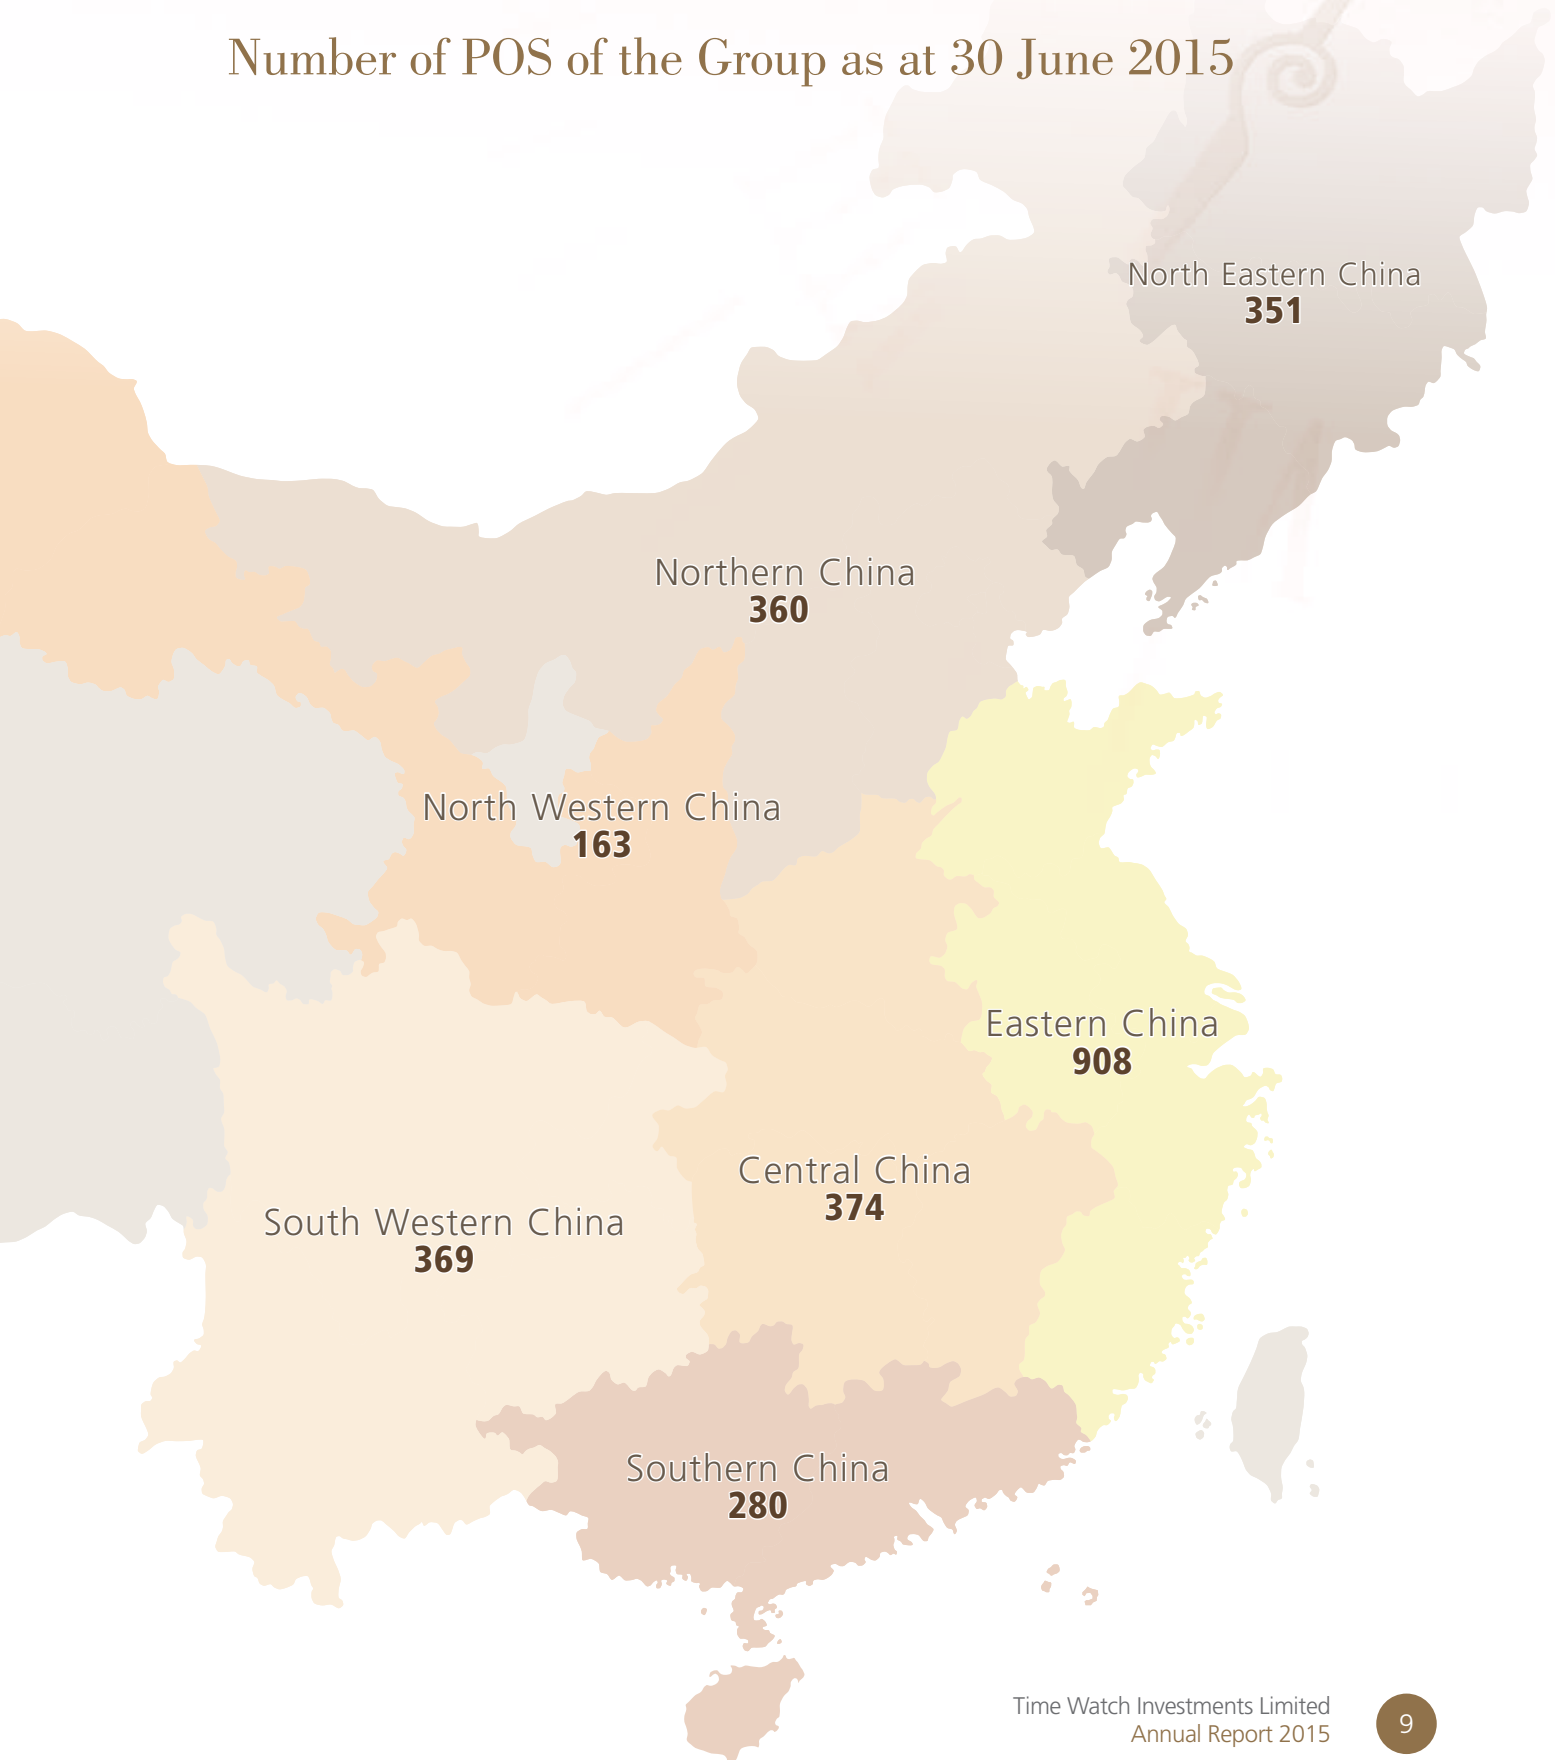 Number of POS of the Group as at 30 June 2015
North Eastern China
351
Northern China
360
North Western China
163
Eastern China
908
Central China
374
South Western China
369
Southern China
280
Time Watch Investments Limited
Annual Report 2015
9